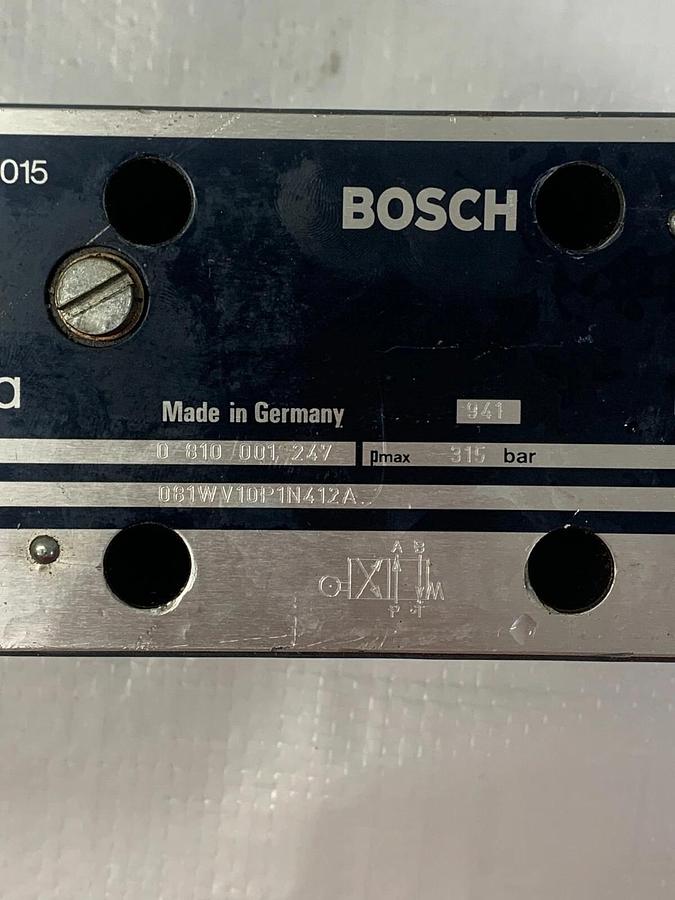 015
BOSCH
a
Made in Germany 941
0 810 001 247 pmax 315 bar
081WV10P1N412A
A B
P T